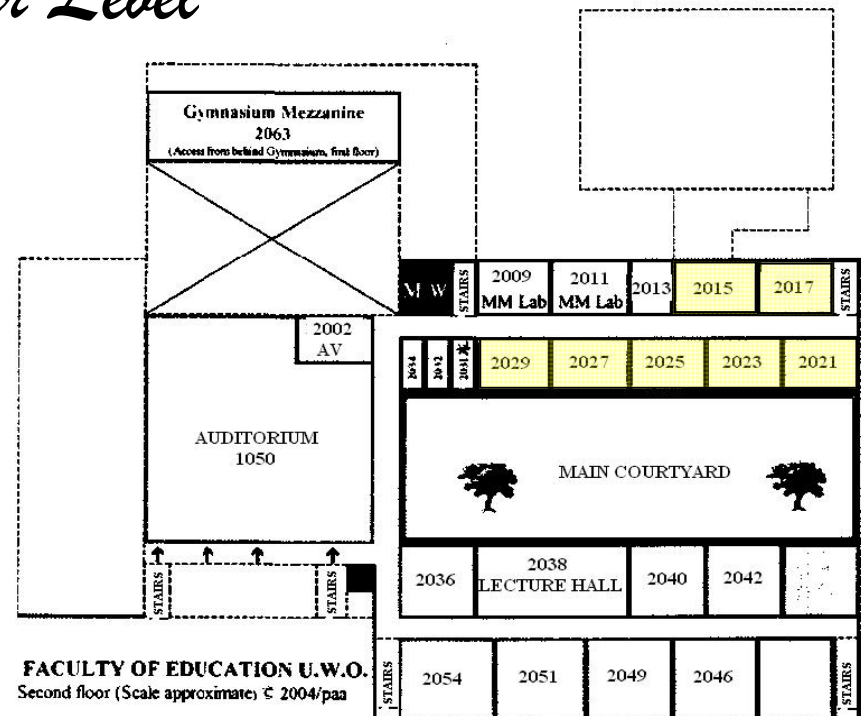 Level
Gymnasium Mezzanine
2063
(Access from behind Gymnasium, first floor)
M W
STAIRS
2009
MM Lab
2011
MM Lab
2013
2015
2017
STAIRS
2002
AV
2034
2032
2031
2029
2027
2025
2023
2021
AUDITORIUM
1050
MAIN COURTYARD
STAIRS
STAIRS
2036
2038
LECTURE HALL
2040
2042
FACULTY OF EDUCATION U.W.O.
Second floor (Scale approximate) © 2004/paa
STAIRS
2054
2051
2049
2046
STAIRS